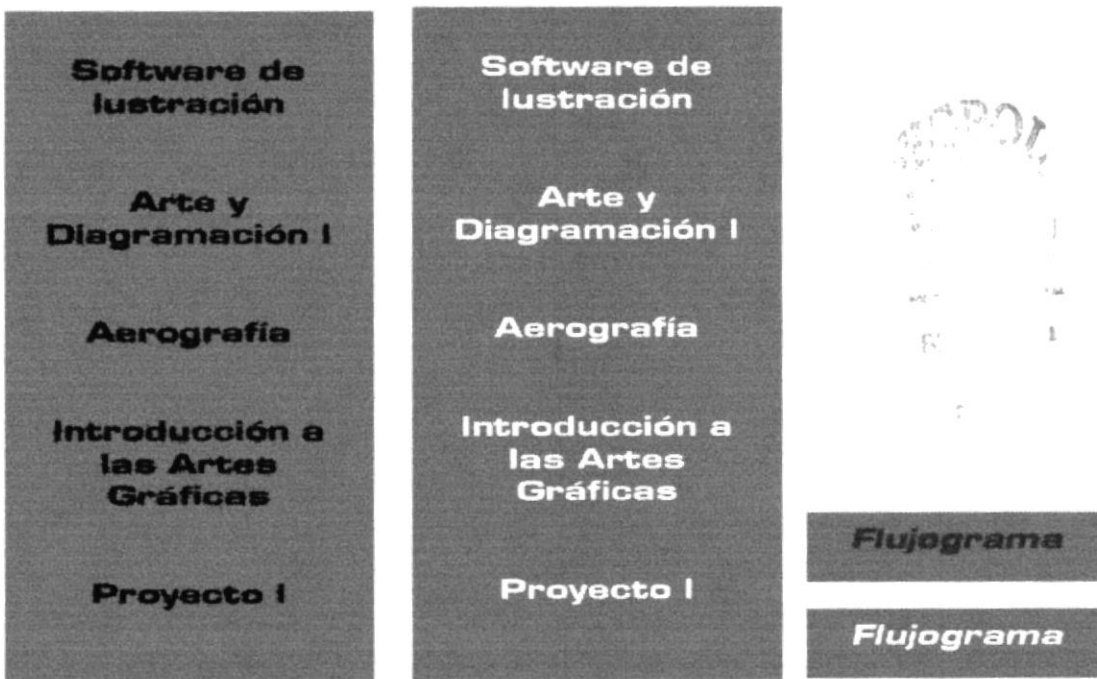 Software de
lustración
Arte y
Diagramación I
Aerografía
Introducción a
las Artes
Gráficas
Proyecto I
Software de
lustración
Arte y
Diagramación I
Aerografía
Introducción a
las Artes
Gráficas
Proyecto I
Flujograma
Flujograma